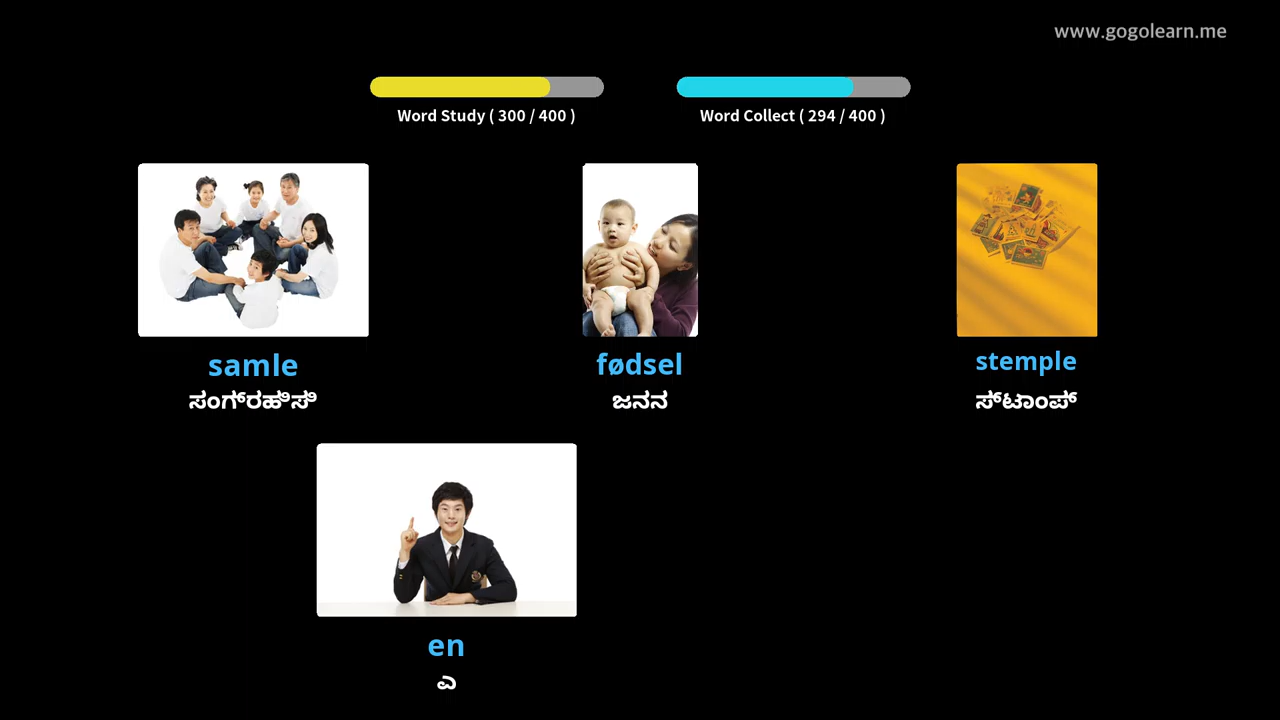 www.gogolearn.me
Word Study ( 300 / 400 )
Word Collect ( 294 / 400 )
samle
ಸಂಗ್ರಹಿಸಿ
fødsel
ಜನನ
stemple
ಸ್ಟಾಂಪ್
en
ಎ